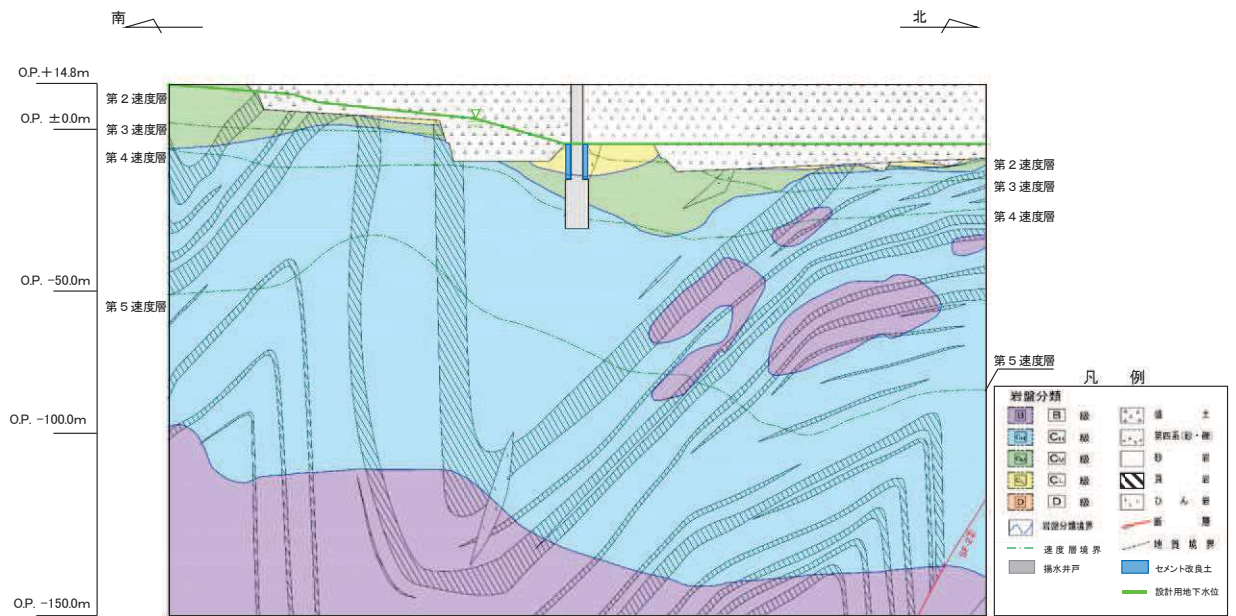 南
北
O.P.+14.8m
第2速度層
O.P. ±0.0m
第3速度層
第4速度層
第2速度層
第3速度層
第4速度層
O.P. -50.0m
第5速度層
第5速度層
O.P. -100.0m
O.P. -150.0m
凡 例
岩盤分類
B B 級
CH CH 級
CM CM 級
CL CL 級
D D 級
岩盤分類境界
速度層境界
揚水井戸
盛 土
第四系(砂・礫)
砂 岩
頁 岩
ひ ん 岩
断 層
地質境界
セメント改良土
設計用地下水位